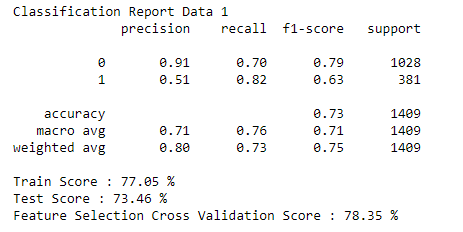 Classification Report Data 1
precision recall f1-score support
0 0.91 0.70 0.79 1028
1 0.51 0.82 0.63 381
accuracy 0.73 1409
macro avg 0.71 0.76 0.71 1409
weighted avg 0.80 0.73 0.75 1409
Train Score : 77.05 %
Test Score : 73.46 %
Feature Selection Cross Validation Score : 78.35 %